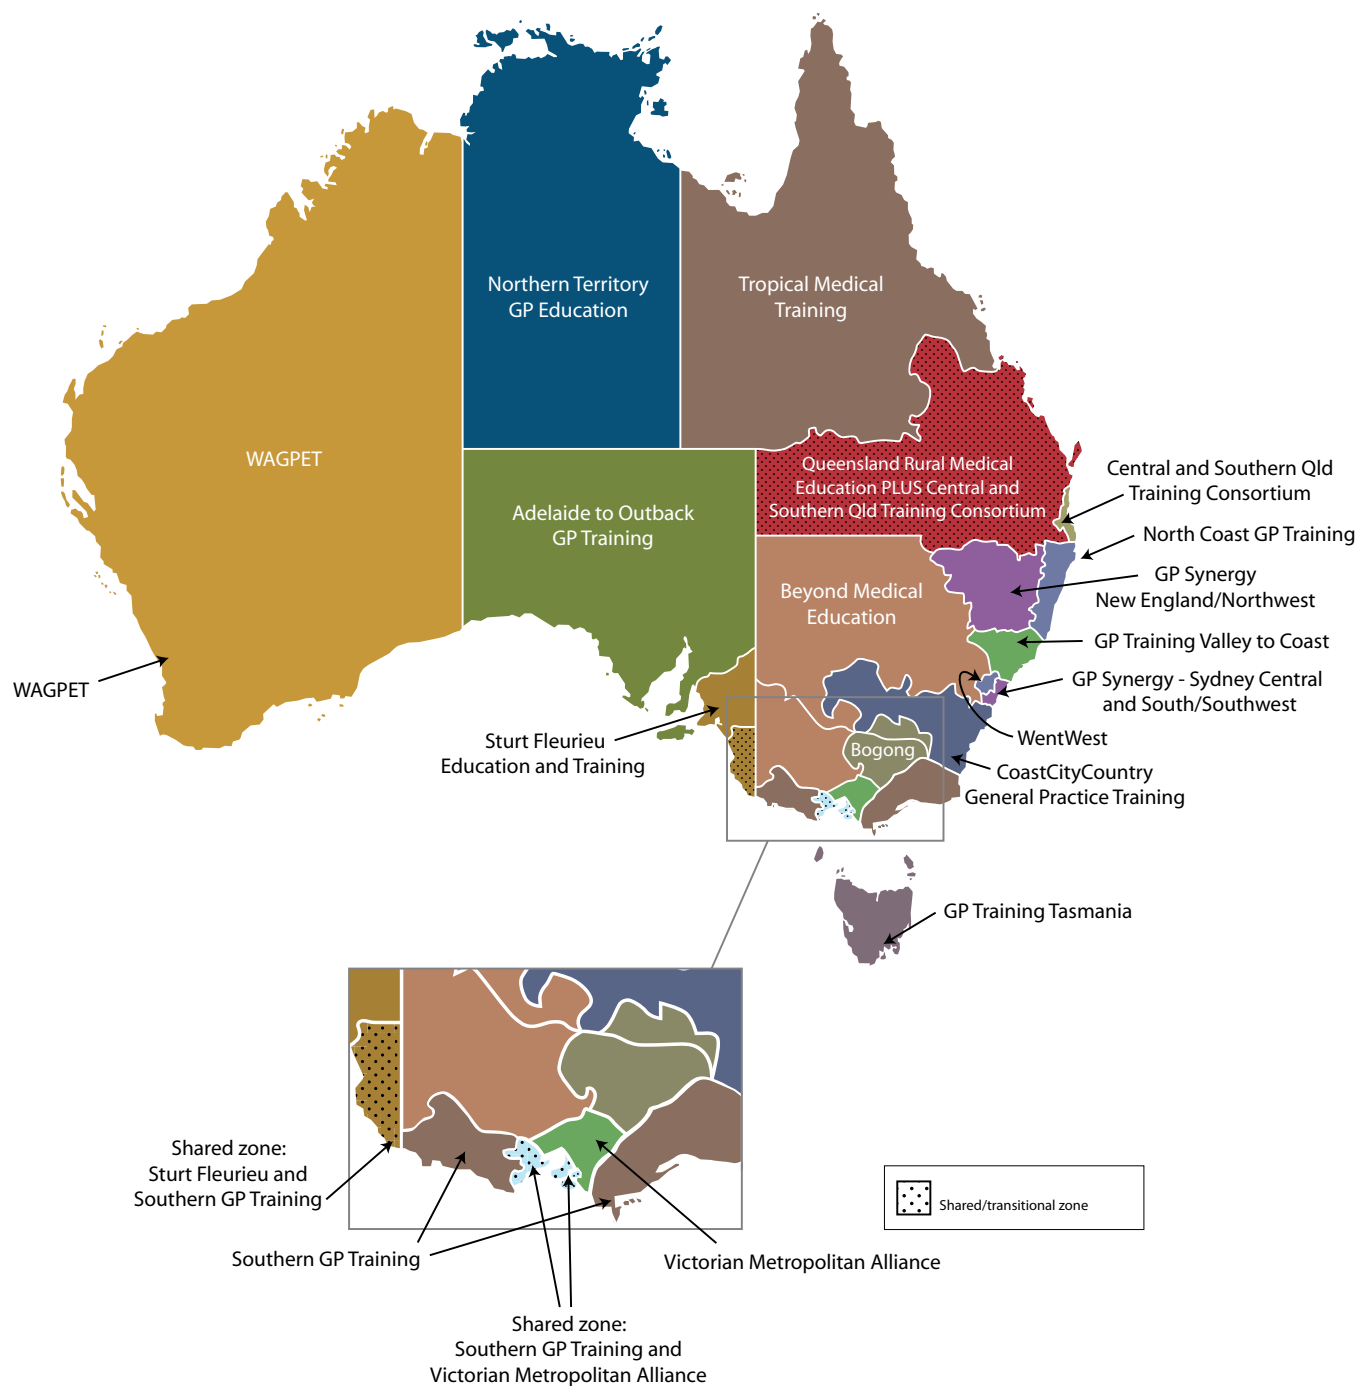 Northern Territory
GP Education
Tropical Medical
Training
WAGPET
Queensland Rural Medical
Education PLUS Central and
Southern Qld Training Consortium
Central and Southern Qld
Training Consortium
Adelaide to Outback
GP Training
North Coast GP Training
GP Synergy
New England/Northwest
Beyond Medical
Education
GP Training Valley to Coast
WAGPET
GP Synergy - Sydney Central
and South/Southwest
Sturt Fleurieu
Education and Training
WentWest
Bogong
CoastCityCountry
General Practice Training
GP Training Tasmania
Shared zone:
Sturt Fleurieu and
Southern GP Training
Shared/transitional zone
Southern GP Training
Victorian Metropolitan Alliance
Shared zone:
Southern GP Training and
Victorian Metropolitan Alliance